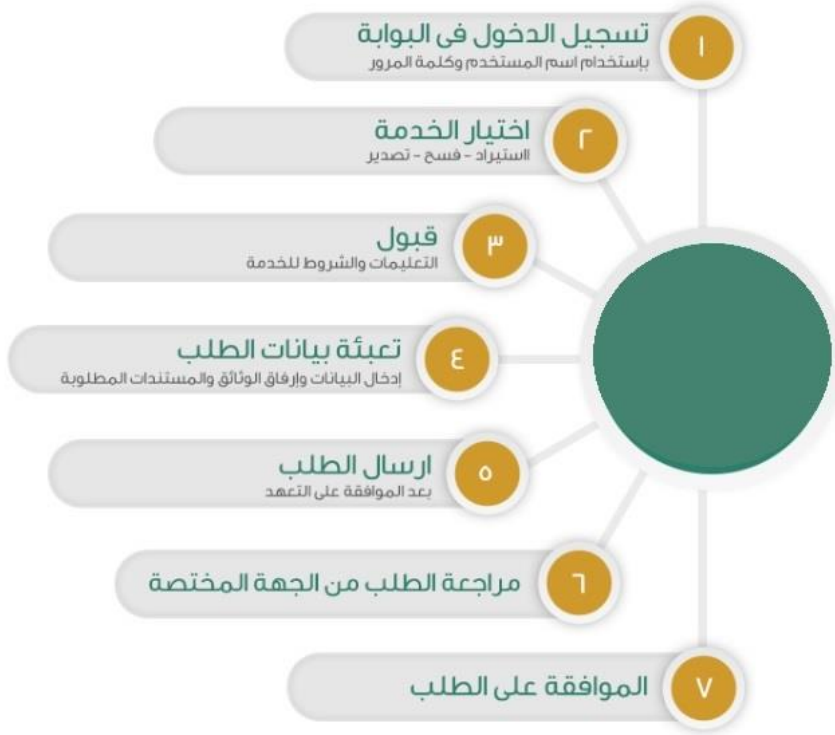 ١
تسجيل الدخول فى البوابة
بإستخدام اسم المستخدم وكلمة المرور
٢
اختيار الخدمة
ااستيراد - فسح - تصدير
٣
قبول
التعليمات والشروط للخدمة
٤
تعبئة بيانات الطلب
إدخال البيانات وإرفاق الوثائق والمستندات المطلوبة
٥
ارسال الطلب
بعد الموافقة على التعهد
٦
مراجعة الطلب من الجهة المختصة
٧
الموافقة على الطلب